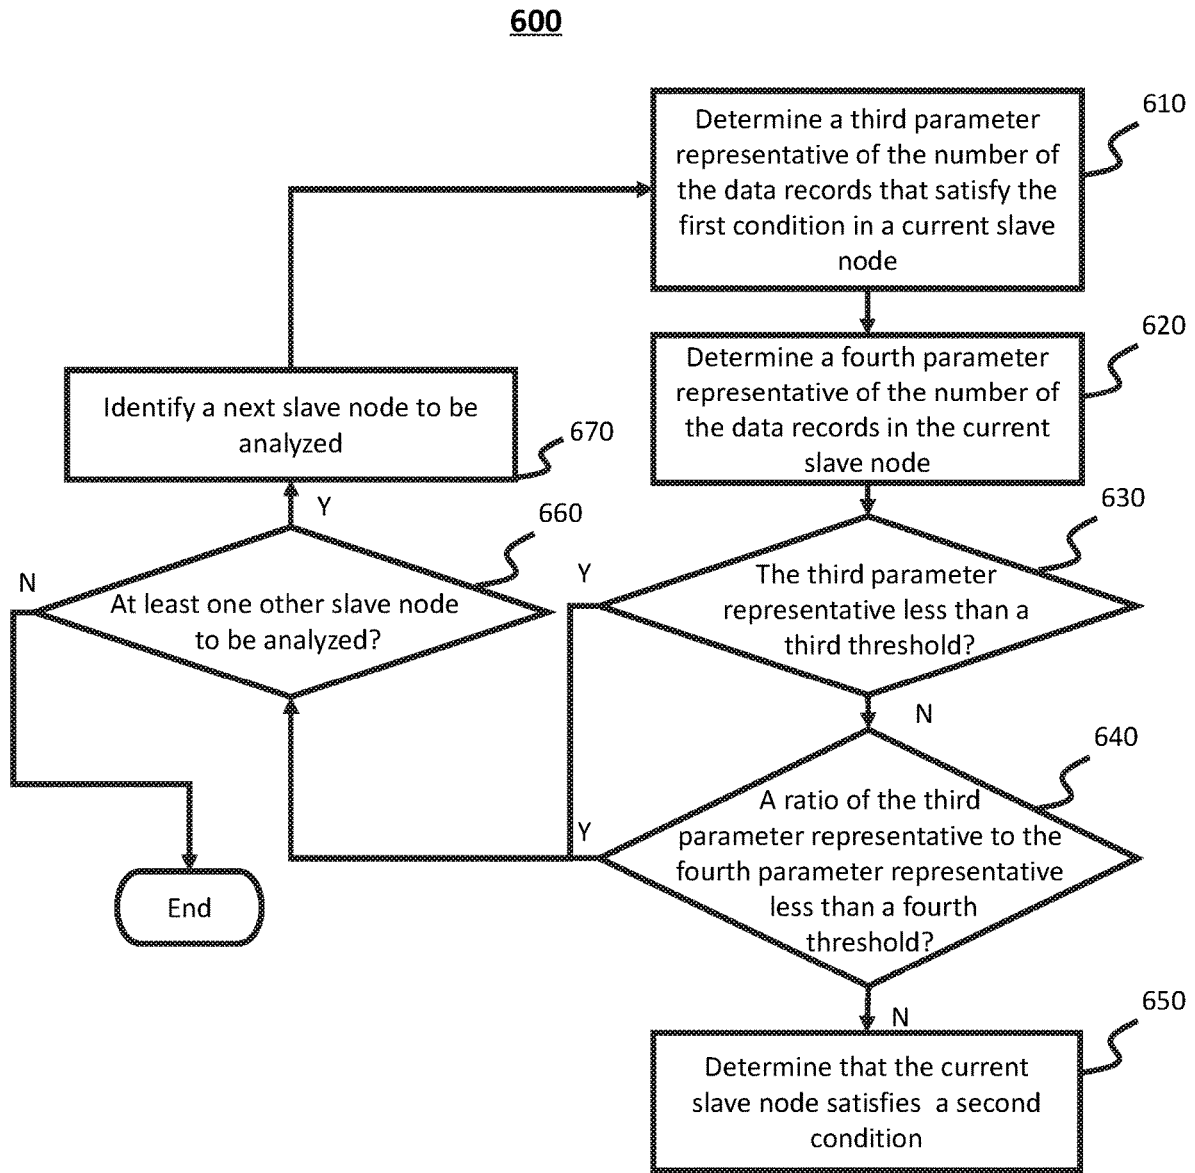 600
Determine a third parameter
representative of the number of
the data records that satisfy the
first condition in a current slave
node
610
Determine a fourth parameter
representative of the number of
the data records in the current
slave node
620
Identify a next slave node to be
analyzed
670
Y
660
N
At least one other slave node
to be analyzed?
630
Y
The third parameter
representative less than a
third threshold?
N
640
Y
A ratio of the third
parameter representative to the
fourth parameter representative
less than a fourth
threshold?
End
N
650
Determine that the current
slave node satisfies a second
condition